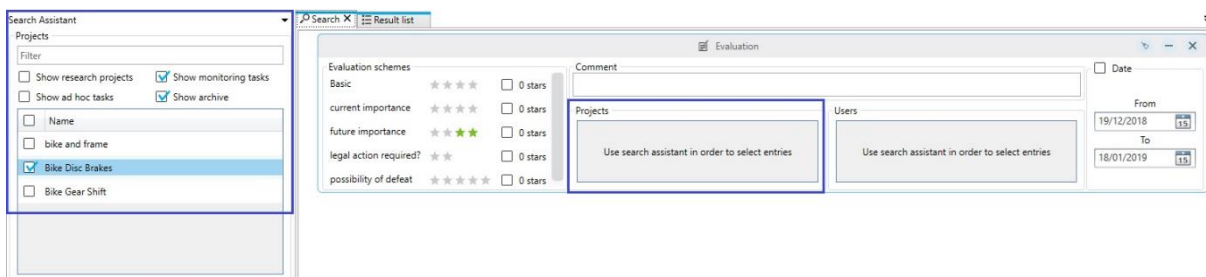 Search Assistant
Projects
Filter
Show research projects
Show monitoring tasks
Show ad hoc tasks
Show archive
Name
bike and frame
Bike Disc Brakes
Bike Gear Shift
Search
Result list
Evaluation
Evaluation schemes
Basic
0 stars
current importance
0 stars
future importance
0 stars
legal action required?
0 stars
possibility of defeat
0 stars
Comment
Projects
Use search assistant in order to select entries
Users
Use search assistant in order to select entries
Date
From
19/12/2018
15
To
18/01/2019
15